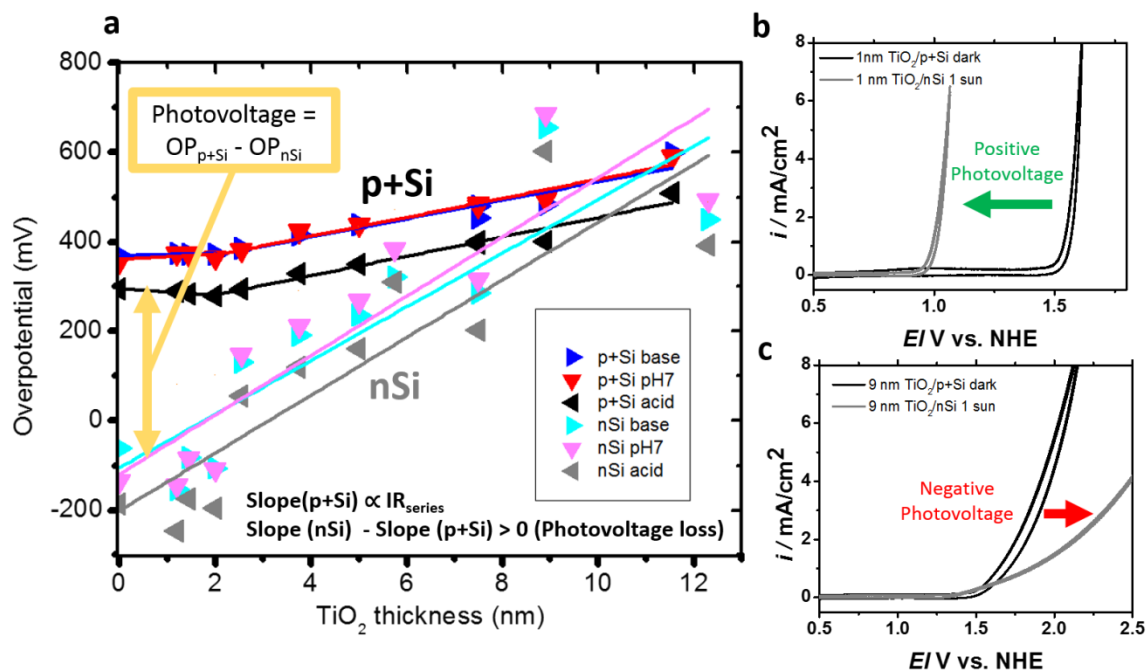 a
Overpotential (mV)
800
600
400
200
0
-200
0
2
4
6
8
10
12
TiO2 thickness (nm)
Photovoltage =
OPp+Si - OPnSi
p+Si
nSi
p+Si base
p+Si pH7
p+Si acid
nSi base
nSi pH7
nSi acid
Slope(p+Si) ∝ IRseries
Slope (nSi) - Slope (p+Si) > 0 (Photovoltage loss)
b
i / mA/cm2
8
6
4
2
0
1nm TiO2/p+Si dark
1 nm TiO2/nSi 1 sun
Positive
Photovoltage
0.5
1.0
1.5
E/ V vs. NHE
c
i / mA/cm2
8
6
4
2
0
9 nm TiO2/p+Si dark
9 nm TiO2/nSi 1 sun
Negative
Photovoltage
0.5
1.0
1.5
2.0
2.5
E/ V vs. NHE